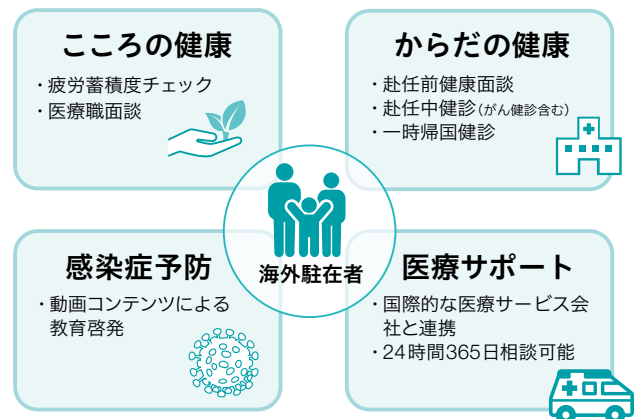 こころの健康
・疲労蓄積度チェック
・医療職面談
からだの健康
・赴任前健康面談
・赴任中健診(がん健診含む)
・一時帰国健診
海外駐在者
感染症予防
・動画コンテンツによる
教育啓発
医療サポート
・国際的な医療サービス会
社と連携
・24時間365日相談可能